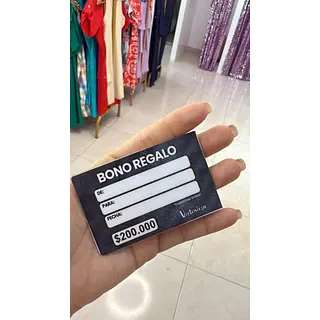 BONO REGALO
DE:
PARA:
FECHA:
$200.000